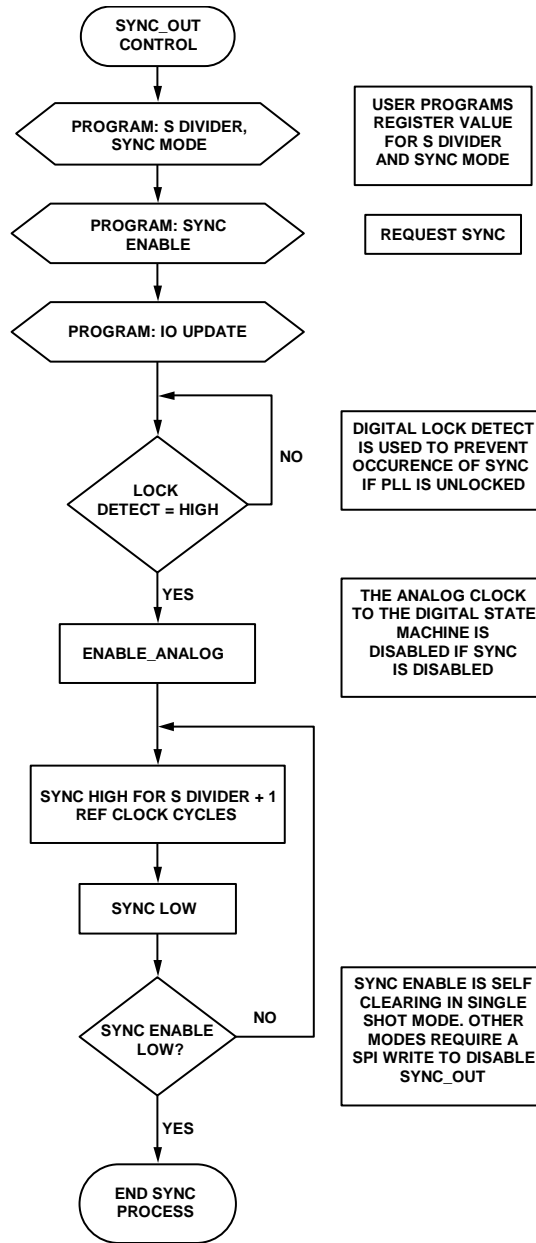 SYNC_OUT
CONTROL
PROGRAM: S DIVIDER,
SYNC MODE
USER PROGRAMS
REGISTER VALUE
FOR S DIVIDER
AND SYNC MODE
PROGRAM: SYNC
ENABLE
REQUEST SYNC
PROGRAM: IO UPDATE
NO
LOCK
DETECT = HIGH
DIGITAL LOCK DETECT
IS USED TO PREVENT
OCCURENCE OF SYNC
IF PLL IS UNLOCKED
YES
ENABLE_ANALOG
THE ANALOG CLOCK
TO THE DIGITAL STATE
MACHINE IS
DISABLED IF SYNC
IS DISABLED
SYNC HIGH FOR S DIVIDER + 1
REF CLOCK CYCLES
SYNC LOW
SYNC ENABLE
LOW?
NO
SYNC ENABLE IS SELF
CLEARING IN SINGLE
SHOT MODE. OTHER
MODES REQUIRE A
SPI WRITE TO DISABLE
SYNC_OUT
YES
END SYNC
PROCESS